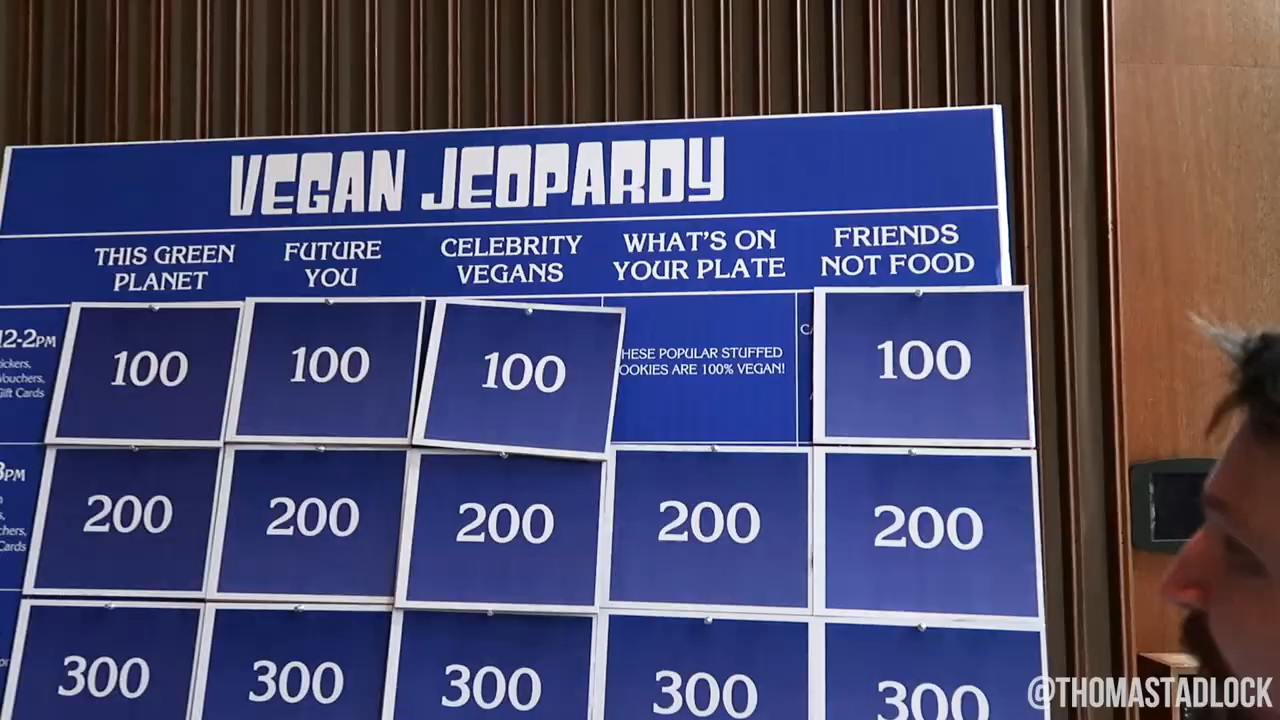 VEGAN JEOPARDY
THIS GREEN
PLANET
FUTURE
YOU
CELEBRITY
VEGANS
WHAT'S ON
YOUR PLATE
FRIENDS
NOT FOOD
12-2PM
Gift Cards
100
100
100
HESE POPULAR STUFFED
OOKIES ARE 100% VEGAN!
100
200
200
200
200
200
300
300
300
300
300
@THOMASTADLOCK